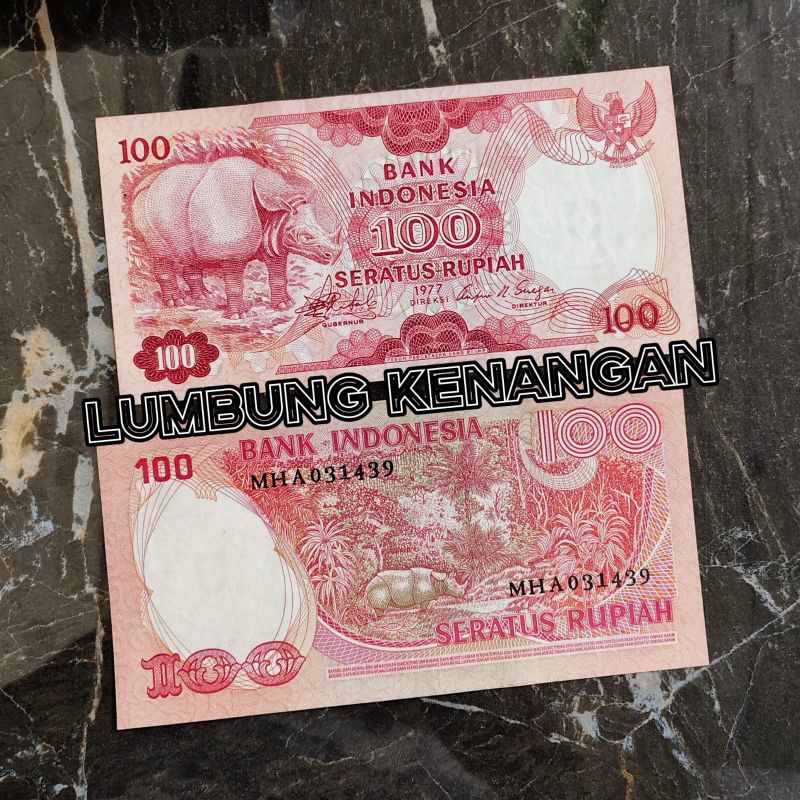 100
BANK
INDONESIA
100
SERATUS RUPIAH
1977
DIREKSI
GUBERNUR
DIREKTUR
100
100
LUMBUNG KENANGAN
BANK INDONESIA
100
100
MHA031439
MHA031439
SERATUS RUPIAH